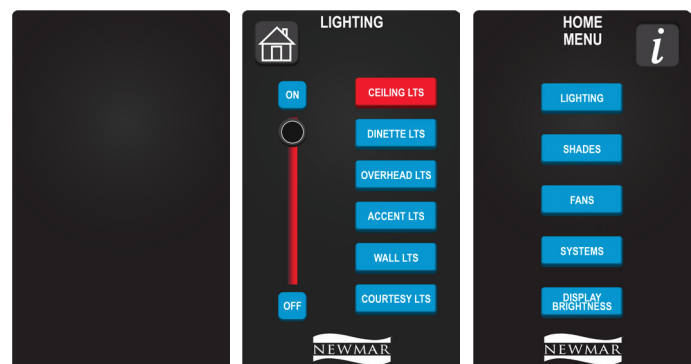 LIGHTING
ON
OFF
CEILING LTS
DINETTE LTS
OVERHEAD LTS
ACCENT LTS
WALL LTS
COURTESY LTS
NEWMAR
HOME
MENU
i
LIGHTING
SHADES
FANS
SYSTEMS
DISPLAY
BRIGHTNESS
NEWMAR